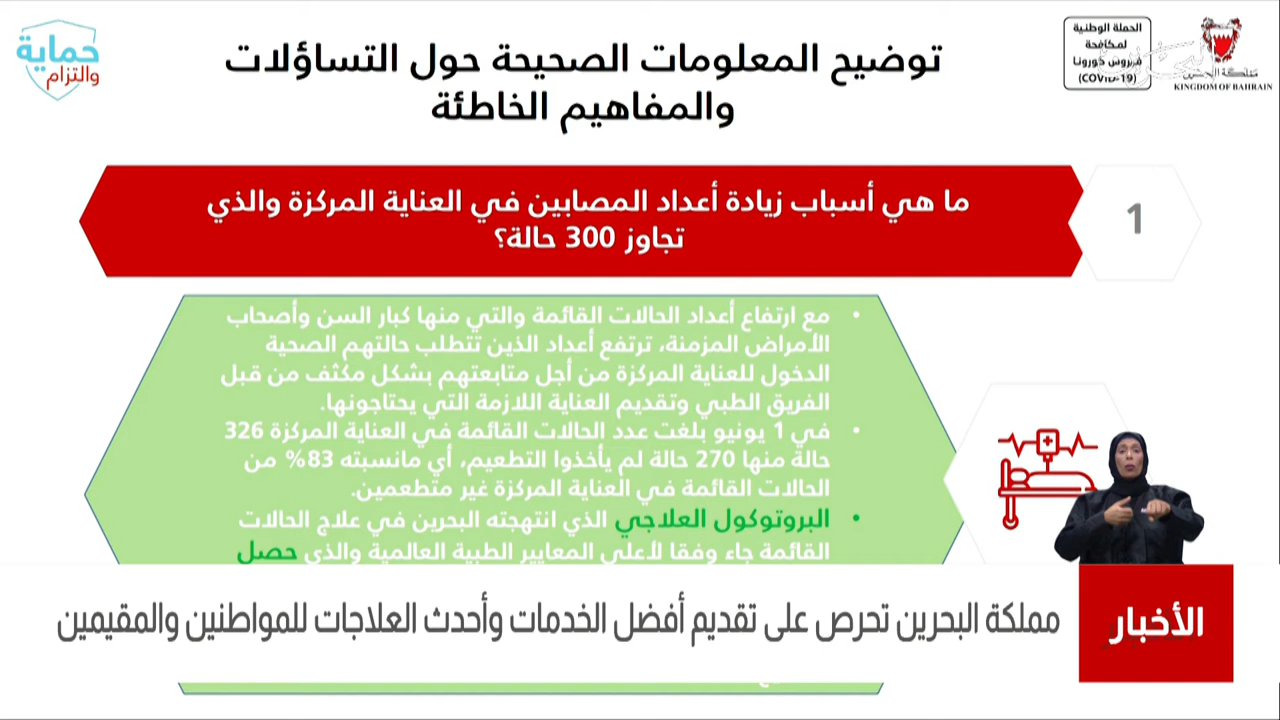 حماية
والتزام
توضيح المعلومات الصحيحة حول التساؤلات
والمفاهيم الخاطئة
الحملة الوطنية
لمكافحة
فيروس كورونا
(COVID-19)
مملكة البحرين
KINGDOM OF BAHRAIN
1
ما هي أسباب زيادة أعداد المصابين في العناية المركزة والذي
تجاوز 300 حالة؟
• مع ارتفاع أعداد الحالات القائمة والتي منها كبار السن وأصحاب
الأمراض المزمنة، ترتفع أعداد الذين تتطلب حالتهم الصحية
الدخول للعناية المركزة من أجل متابعتهم بشكل مكثف من قبل
الفريق الطبي وتقديم العناية اللازمة التي يحتاجونها.
• في 1 يونيو بلغت عدد الحالات القائمة في العناية المركزة 326
حالة منها 270 حالة لم يأخذوا التطعيم، أي مانسبته 83% من
الحالات القائمة في العناية المركزة غير متطعمين.
• البروتوكول العلاجي الذي انتهجته البحرين في علاج الحالات
القائمة جاء وفقا لأعلى المعايير الطبية العالمية والذي حصل
الأخبار
مملكة البحرين تحرص على تقديم أفضل الخدمات وأحدث العلاجات للمواطنين والمقيمين